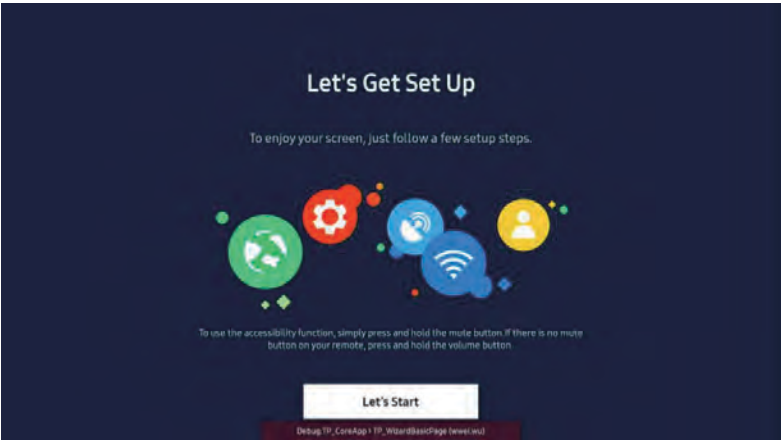 Let's Get Set Up
To enjoy your screen, just follow a few setup steps.
To use the accessibility function, simply press and hold the mute button.If there is no mute
button on your remote, press and hold the volume button.
Let's Start
Debug:TP_CoreApp > TP_WizardBasicPage (wwei.wu)